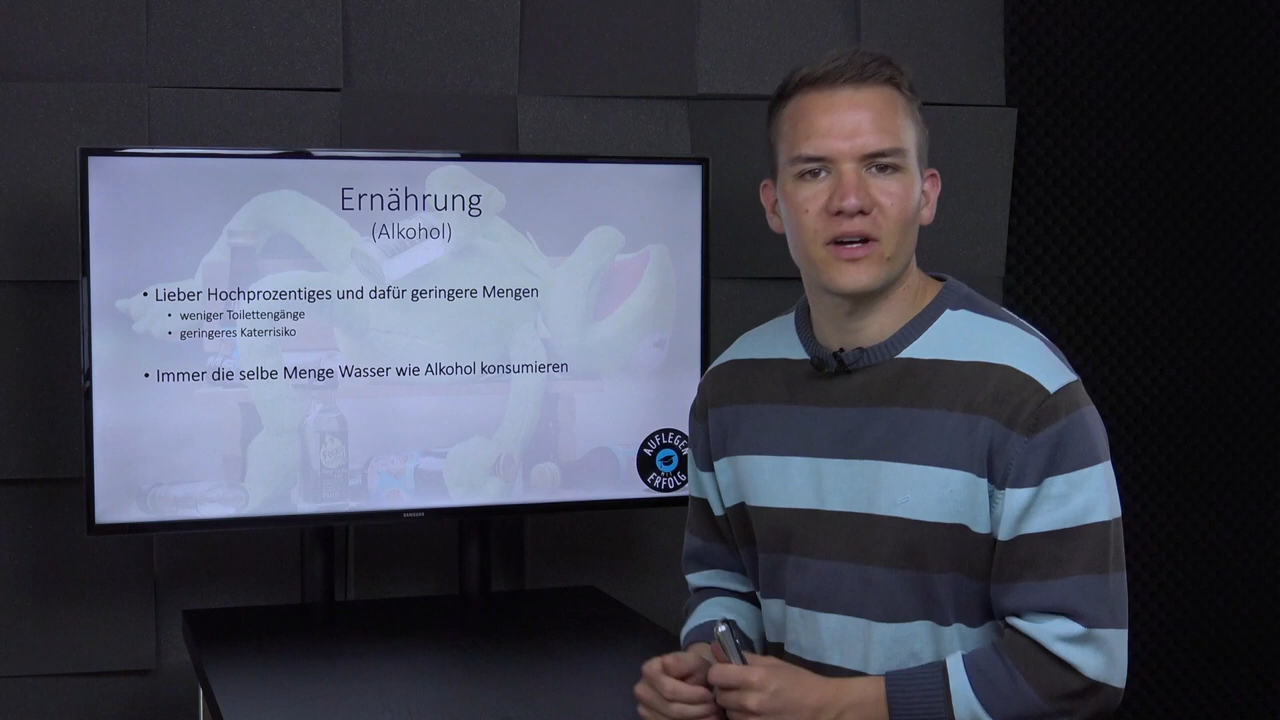 Ernährung
(Alkohol)
• Lieber Hochprozentiges und dafür geringere Mengen
• weniger Toilettengänge
• geringeres Katerrisiko
• Immer die selbe Menge Wasser wie Alkohol konsumieren
AUFLEGEN
MIT
ERFOLG
SAMSUNG